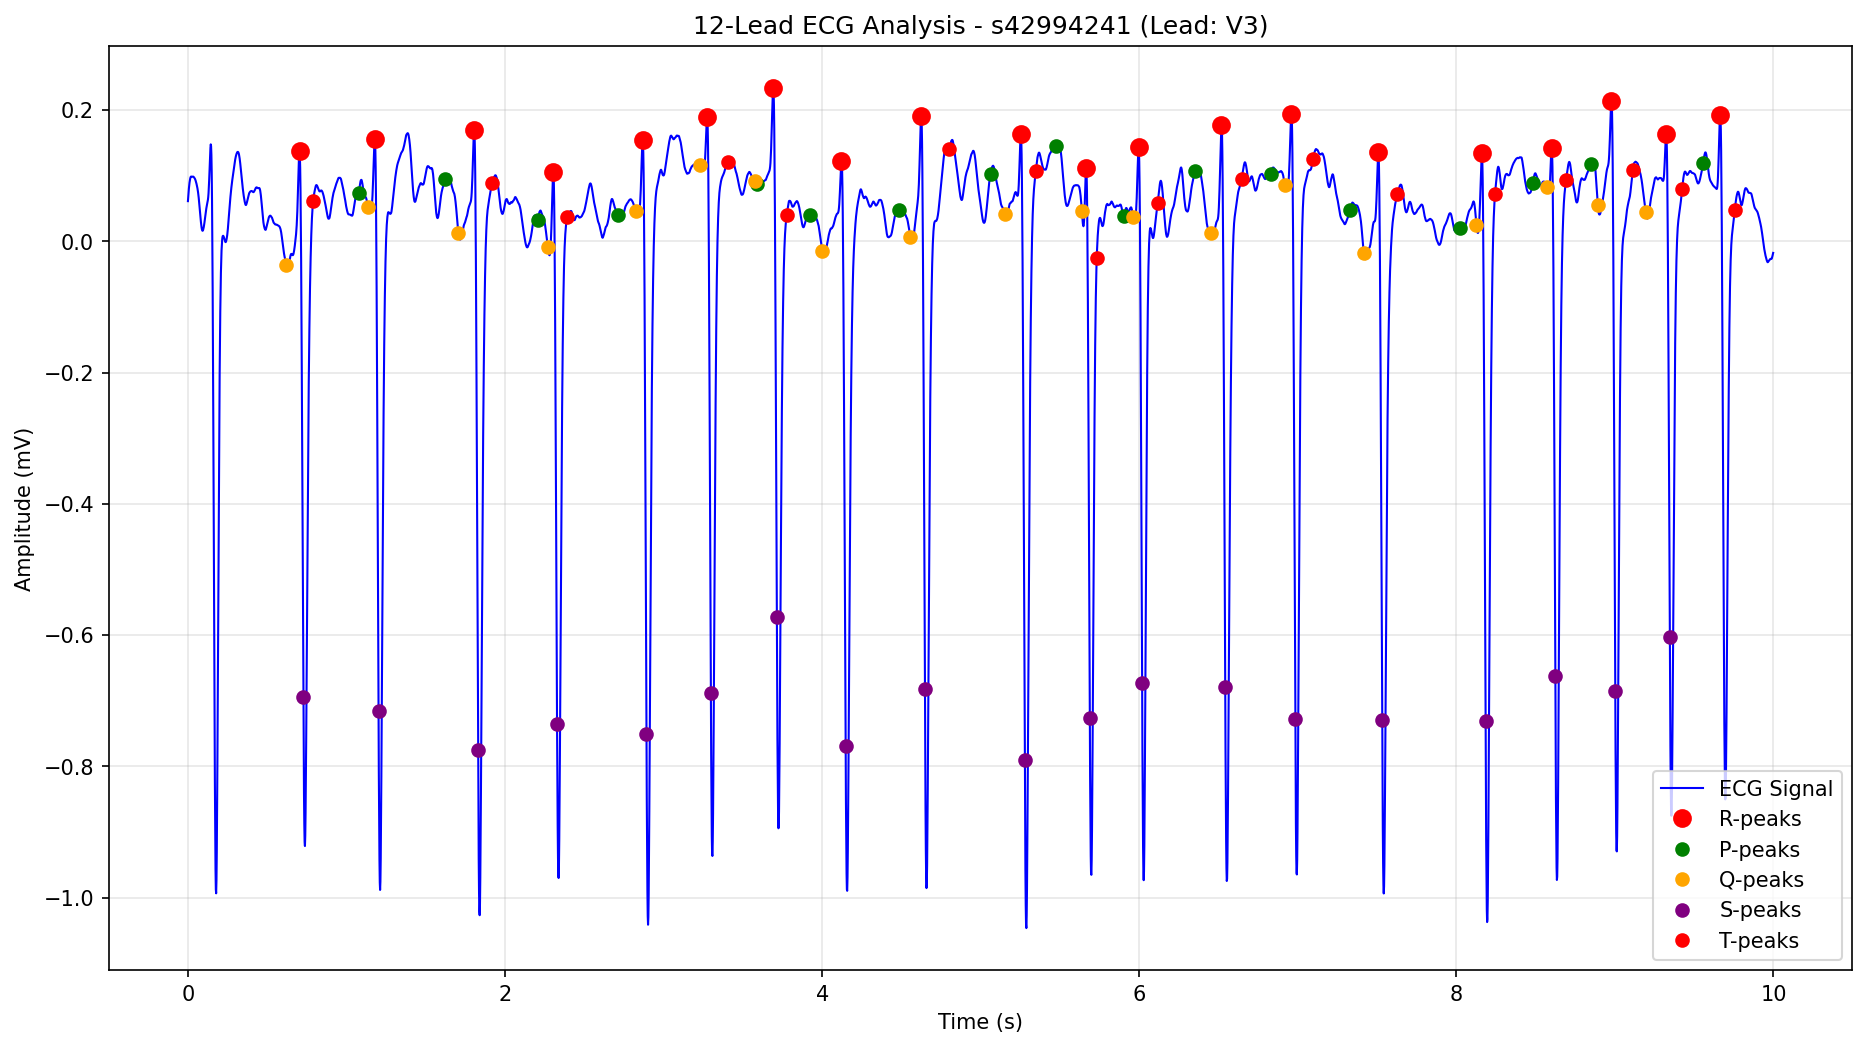 12-Lead ECG Analysis - s42994241 (Lead: V3)
Amplitude (mV)
0.2
0.0
−0.2
−0.4
−0.6
−0.8
−1.0
ECG Signal
R-peaks
P-peaks
Q-peaks
S-peaks
T-peaks
0 2 4 6 8 10
Time (s)